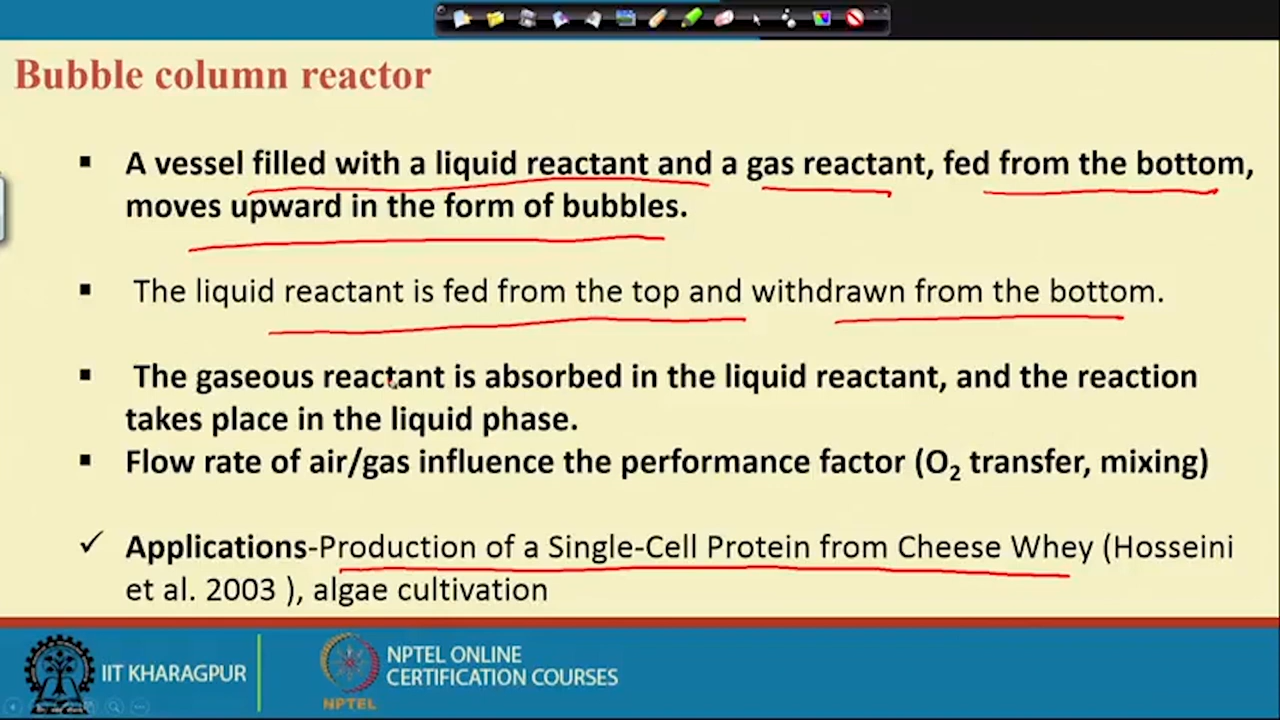 Bubble column reactor
▪ A vessel filled with a liquid reactant and a gas reactant, fed from the bottom,
moves upward in the form of bubbles.
▪ The liquid reactant is fed from the top and withdrawn from the bottom.
▪ The gaseous reactant is absorbed in the liquid reactant, and the reaction
takes place in the liquid phase.
▪ Flow rate of air/gas influence the performance factor (O₂ transfer, mixing)
✓ Applications-Production of a Single-Cell Protein from Cheese Whey (Hosseini
et al. 2003 ), algae cultivation
IIT KHARAGPUR
NPTEL
NPTEL ONLINE
CERTIFICATION COURSES